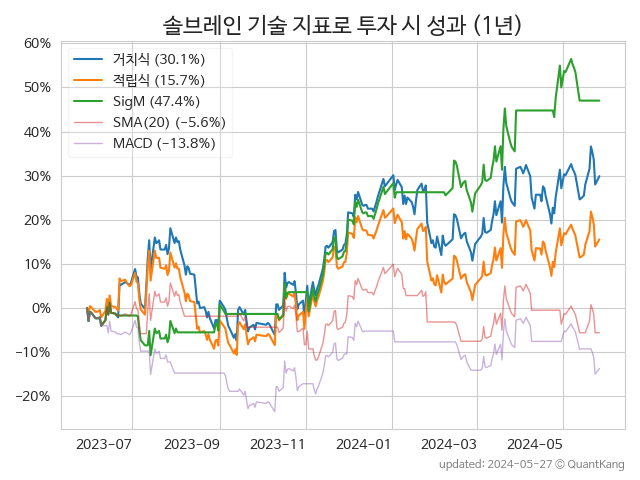 솔브레인 기술 지표로 투자 시 성과 (1년)
60%
50%
40%
30%
20%
10%
0%
−10%
−20%
거치식 (30.1%)
적립식 (15.7%)
SigM (47.4%)
SMA(20) (−5.6%)
MACD (−13.8%)
2023−07
2023−09
2023−11
2024−01
2024−03
2024−05
updated: 2024−05−27 © QuantKang